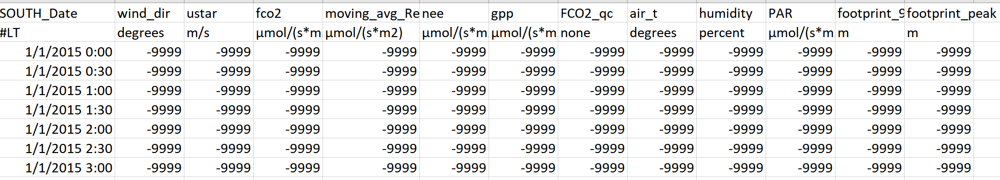 SOUTH_Date wind_dir ustar fco2 moving_avg_Re nee gpp FCO2_qc air_t humidity PAR footprint_9 footprint_peak
#LT degrees m/s µmol/(s*m µmol/(s*m2) µmol/(s*m µmol/(s*m none degrees percent µmol/(s*m m m
1/1/2015 0:00 -9999 -9999 -9999 -9999 -9999 -9999 -9999 -9999 -9999 -9999 -9999 -9999
1/1/2015 0:30 -9999 -9999 -9999 -9999 -9999 -9999 -9999 -9999 -9999 -9999 -9999 -9999
1/1/2015 1:00 -9999 -9999 -9999 -9999 -9999 -9999 -9999 -9999 -9999 -9999 -9999 -9999
1/1/2015 1:30 -9999 -9999 -9999 -9999 -9999 -9999 -9999 -9999 -9999 -9999 -9999 -9999
1/1/2015 2:00 -9999 -9999 -9999 -9999 -9999 -9999 -9999 -9999 -9999 -9999 -9999 -9999
1/1/2015 2:30 -9999 -9999 -9999 -9999 -9999 -9999 -9999 -9999 -9999 -9999 -9999 -9999
1/1/2015 3:00 -9999 -9999 -9999 -9999 -9999 -9999 -9999 -9999 -9999 -9999 -9999 -9999